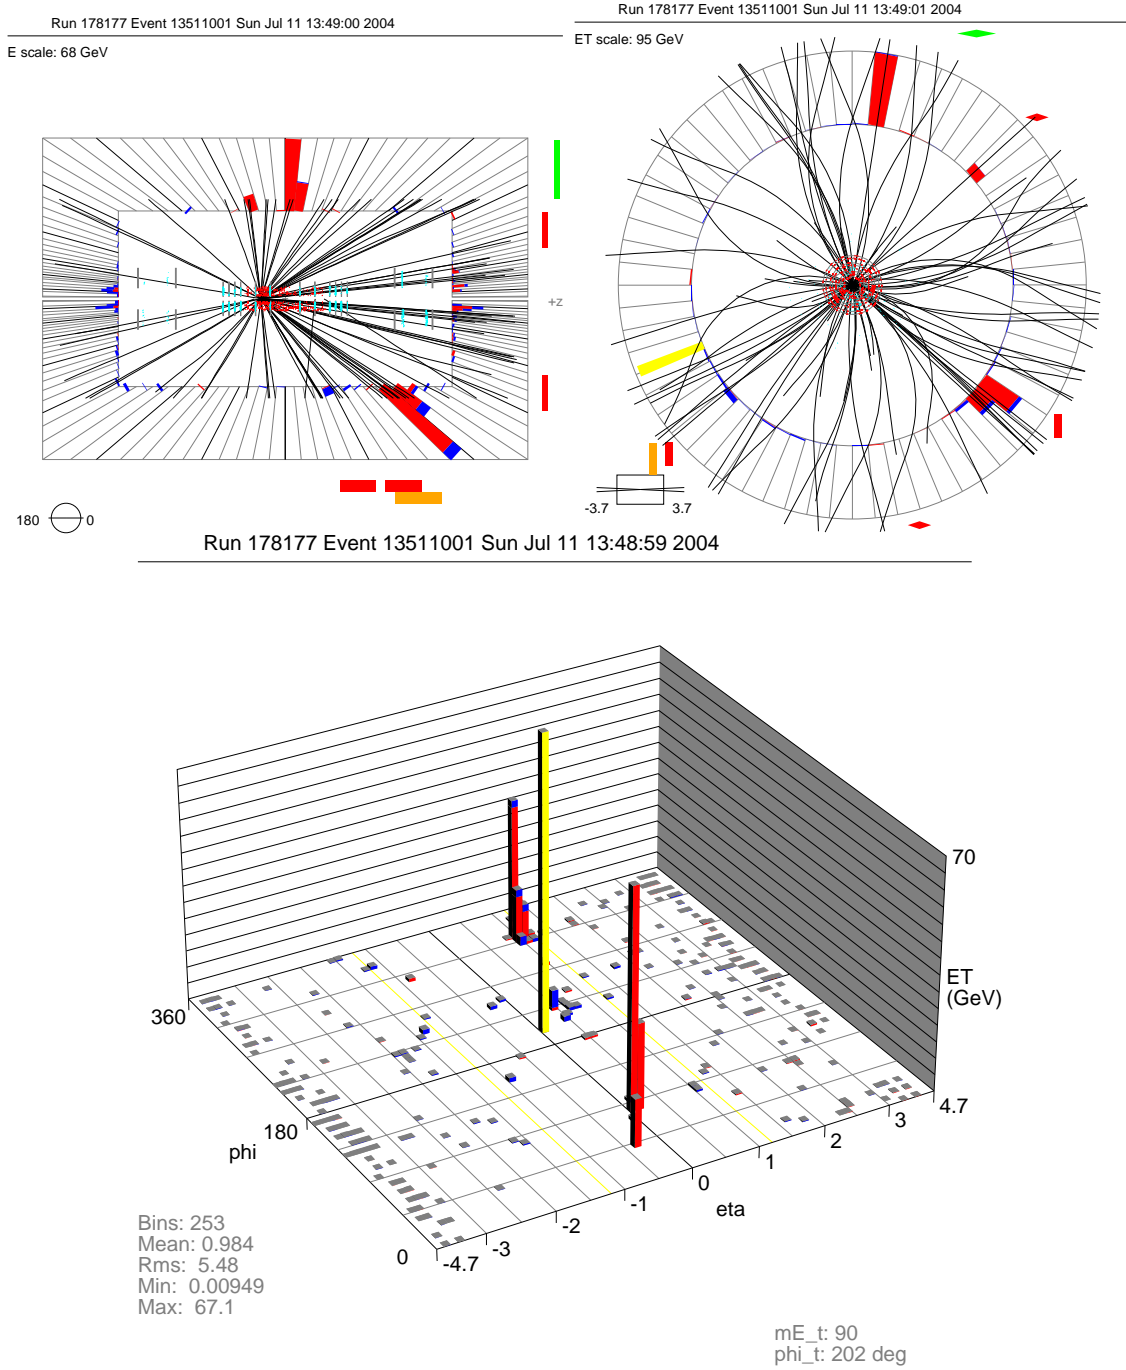 Run 178177 Event 13511001 Sun Jul 11 13:49:00 2004
E scale: 68 GeV
+z
180
0
Run 178177 Event 13511001 Sun Jul 11 13:49:01 2004
ET scale: 95 GeV
-3.7
3.7
Run 178177 Event 13511001 Sun Jul 11 13:48:59 2004
70
ET
(GeV)
360
180
phi
0
-4.7
-3
-2
-1
0
1
2
3
4.7
eta
Bins: 253
Mean: 0.984
Rms: 5.48
Min: 0.00949
Max: 67.1
mE_t: 90
phi_t: 202 deg